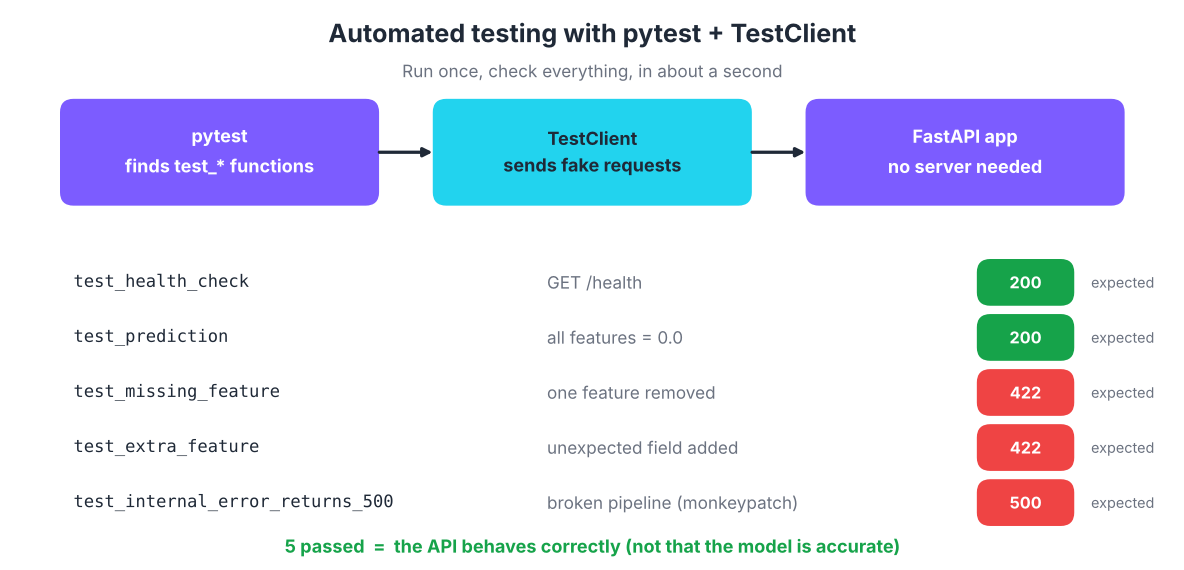 Automated testing with pytest + TestClient
Run once, check everything, in about a second
pytest
finds test_* functions
TestClient
sends fake requests
FastAPI app
no server needed
test_health_check GET /health 200 expected
test_prediction all features = 0.0 200 expected
test_missing_feature one feature removed 422 expected
test_extra_feature unexpected field added 422 expected
test_internal_error_returns_500 broken pipeline (monkeypatch) 500 expected
5 passed = the API behaves correctly (not that the model is accurate)